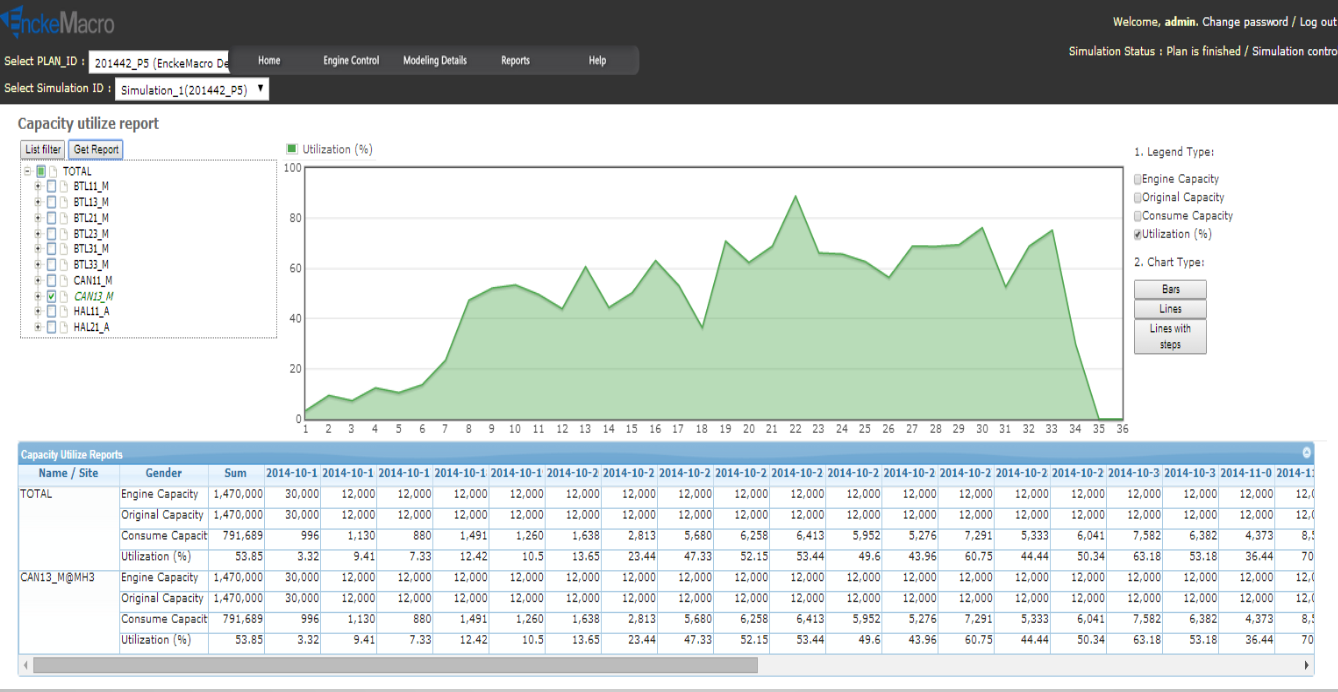 EnckeMacro
Welcome, admin. Change password / Log out
Select PLAN_ID : 201442_P5 (EnckeMacro De
Home Engine Control Modeling Details Reports Help
Simulation Status : Plan is finished / Simulation contro
Select Simulation ID : Simulation_1(201442_P5)
Capacity utilize report
List filter Get Report
TOTAL
BTL11_M
BTL13_M
BTL21_M
BTL23_M
BTL31_M
BTL33_M
CAN11_M
CAN13_M
HAL11_A
HAL21_A
Utilization (%)
100
80
60
40
20
0
1 2 3 4 5 6 7 8 9 10 11 12 13 14 15 16 17 18 19 20 21 22 23 24 25 26 27 28 29 30 31 32 33 34 35 36
1. Legend Type:
Engine Capacity
Original Capacity
Consume Capacity
Utilization (%)
2. Chart Type:
Bars
Lines
Lines with
steps
Capacity Utilize Reports
Name / Site Gender Sum 2014-10-1 2014-10-1 2014-10-1 2014-10-1 2014-10-1 2014-10-2 2014-10-2 2014-10-2 2014-10-2 2014-10-2 2014-10-2 2014-10-2 2014-10-2 2014-10-2 2014-10-2 2014-10-3 2014-10-3 2014-11-0 2014-11
TOTAL Engine Capacity 1,470,000 30,000 12,000 12,000 12,000 12,000 12,000 12,000 12,000 12,000 12,000 12,000 12,000 12,000 12,000 12,000 12,000 12,000 12,000 12,0
Original Capacity 1,470,000 30,000 12,000 12,000 12,000 12,000 12,000 12,000 12,000 12,000 12,000 12,000 12,000 12,000 12,000 12,000 12,000 12,000 12,000 12,0
Consume Capacit 791,689 996 1,130 880 1,491 1,260 1,638 2,813 5,680 6,258 6,413 5,952 5,276 7,291 5,333 6,041 7,582 6,382 4,373 8,5
Utilization (%) 53.85 3.32 9.41 7.33 12.42 10.5 13.65 23.44 47.33 52.15 53.44 49.6 43.96 60.75 44.44 50.34 63.18 53.18 36.44 70
CAN13_M@MH3 Engine Capacity 1,470,000 30,000 12,000 12,000 12,000 12,000 12,000 12,000 12,000 12,000 12,000 12,000 12,000 12,000 12,000 12,000 12,000 12,000 12,000 12,0
Original Capacity 1,470,000 30,000 12,000 12,000 12,000 12,000 12,000 12,000 12,000 12,000 12,000 12,000 12,000 12,000 12,000 12,000 12,000 12,000 12,000 12,0
Consume Capacit 791,689 996 1,130 880 1,491 1,260 1,638 2,813 5,680 6,258 6,413 5,952 5,276 7,291 5,333 6,041 7,582 6,382 4,373 8,5
Utilization (%) 53.85 3.32 9.41 7.33 12.42 10.5 13.65 23.44 47.33 52.15 53.44 49.6 43.96 60.75 44.44 50.34 63.18 53.18 36.44 70